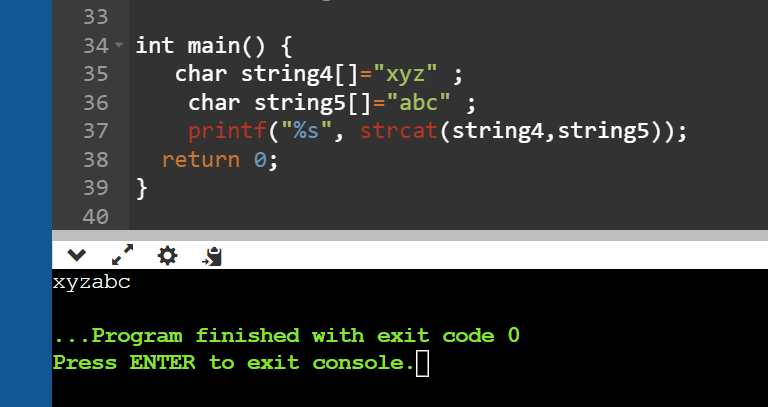 33
34 int main() {
35 char string4[]="xyz" ;
36 char string5[]="abc" ;
37 printf("%s", strcat(string4,string5));
38 return 0;
39 }
40
xyzabc
...Program finished with exit code 0
Press ENTER to exit console.